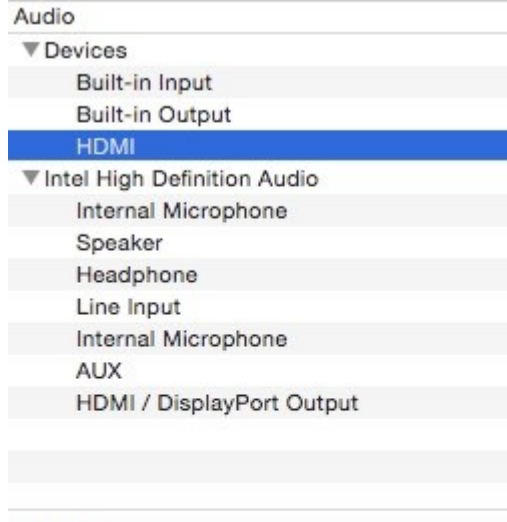 Audio
Devices
Built-in Input
Built-in Output
HDMI
Intel High Definition Audio
Internal Microphone
Speaker
Headphone
Line Input
Internal Microphone
AUX
HDMI / DisplayPort Output